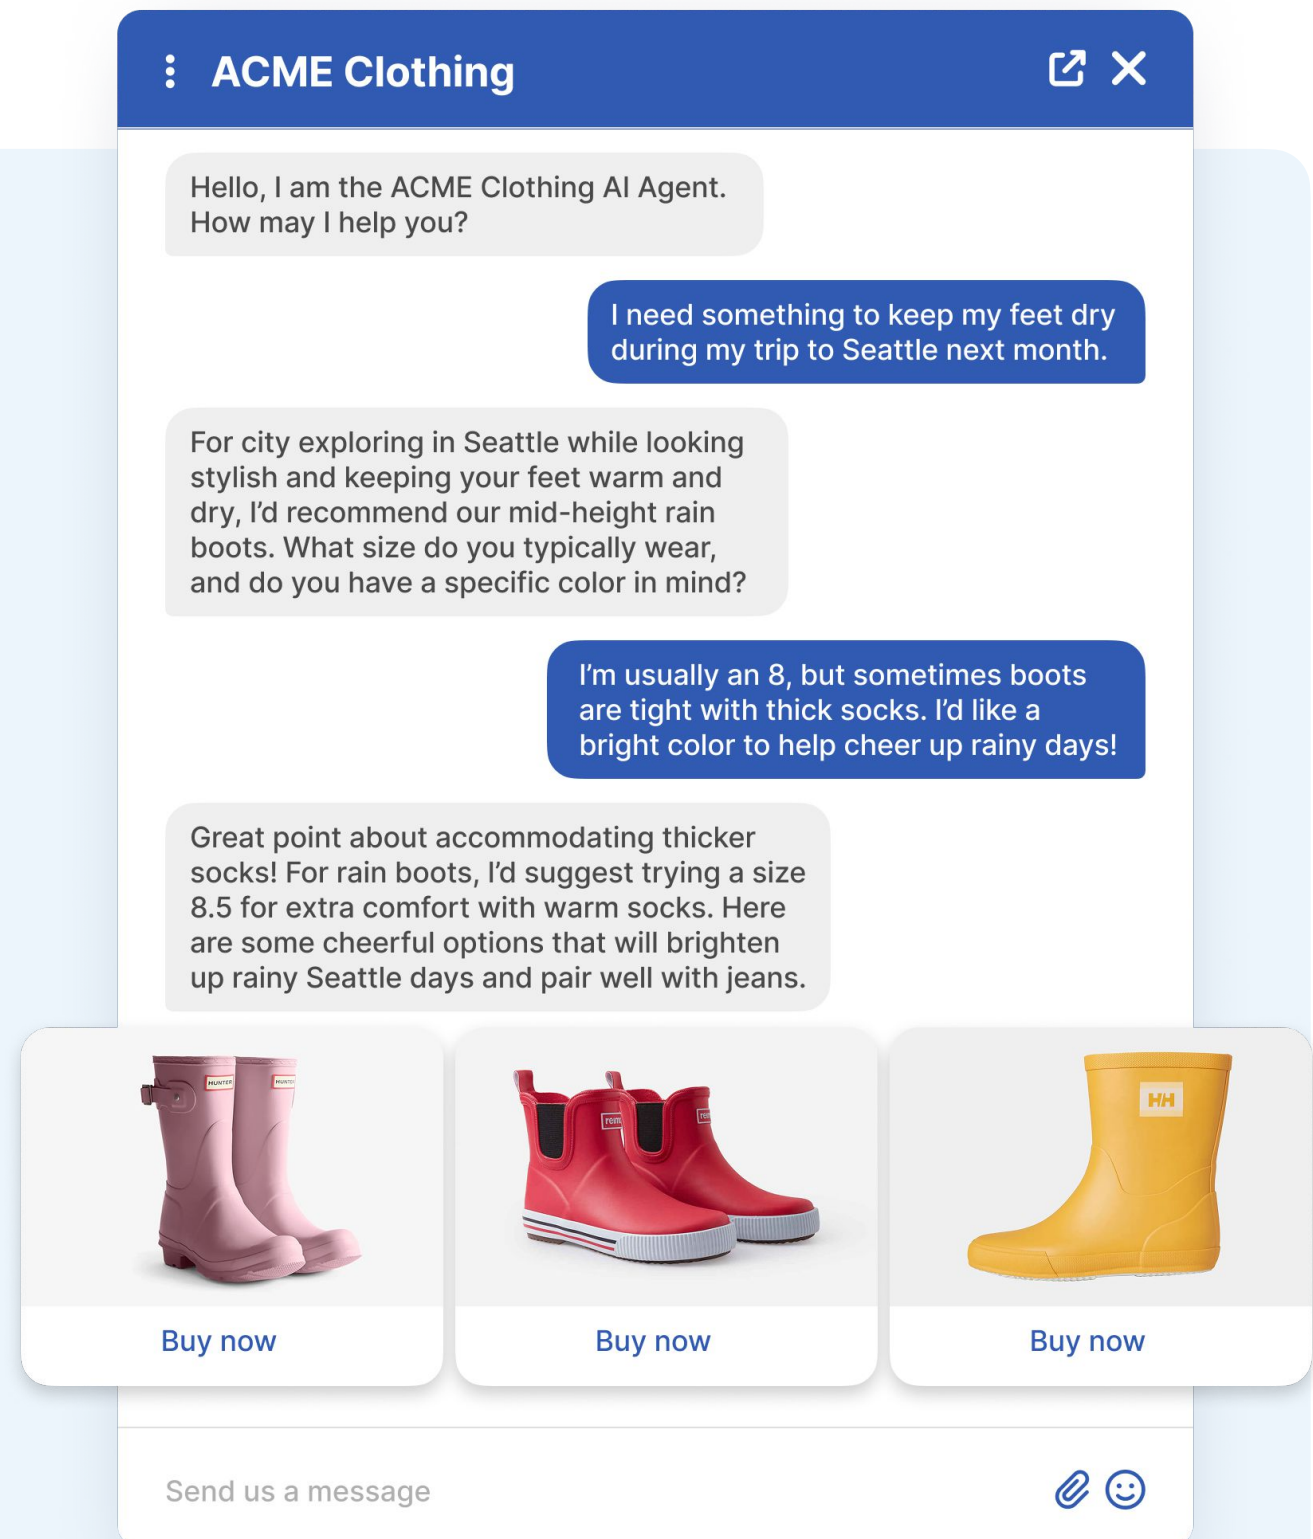 ACME Clothing
Hello, I am the ACME Clothing AI Agent.
How may I help you?
I need something to keep my feet dry
during my trip to Seattle next month.
For city exploring in Seattle while looking
stylish and keeping your feet warm and
dry, I’d recommend our mid-height rain
boots. What size do you typically wear,
and do you have a specific color in mind?
I’m usually an 8, but sometimes boots
are tight with thick socks. I’d like a
bright color to help cheer up rainy days!
Great point about accommodating thicker
socks! For rain boots, I’d suggest trying a size
8.5 for extra comfort with warm socks. Here
are some cheerful options that will brighten
up rainy Seattle days and pair well with jeans.
HUNTER
HUNTER
HH
Buy now
Buy now
Buy now
Send us a message